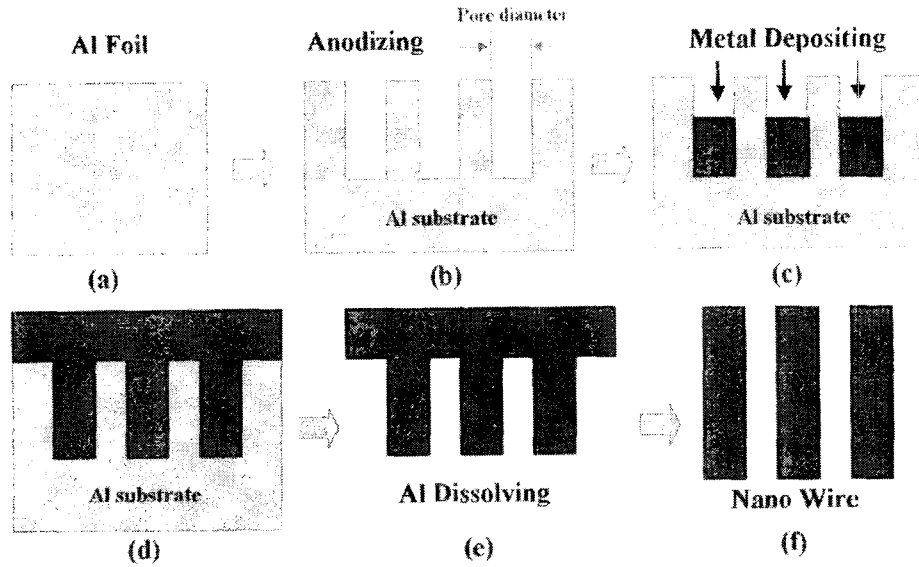 Al Foil
Anodizing
Pore diameter
Metal Depositing
Al substrate
Al substrate
(a)
(b)
(c)
Al substrate
Al Dissolving
Nano Wire
(d)
(e)
(f)